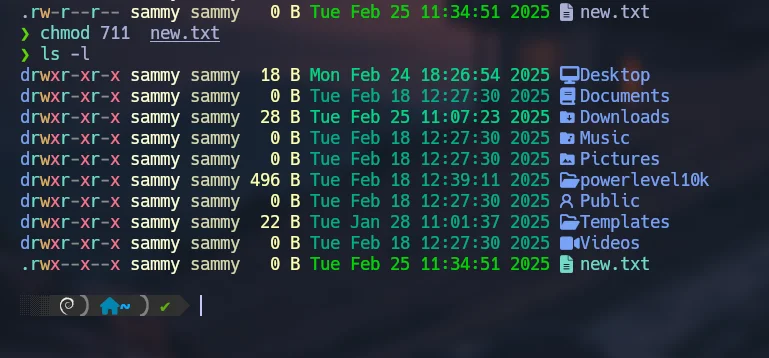 .rw-r--r-- sammy sammy 0 B Tue Feb 25 11:34:51 2025 new.txt
❯ chmod 711 new.txt
❯ ls -l
drwxr-xr-x sammy sammy 18 B Mon Feb 24 18:26:54 2025 Desktop
drwxr-xr-x sammy sammy 0 B Tue Feb 18 12:27:30 2025 Documents
drwxr-xr-x sammy sammy 28 B Tue Feb 25 11:07:23 2025 Downloads
drwxr-xr-x sammy sammy 0 B Tue Feb 18 12:27:30 2025 Music
drwxr-xr-x sammy sammy 0 B Tue Feb 18 12:27:30 2025 Pictures
drwxr-xr-x sammy sammy 496 B Tue Feb 18 12:39:11 2025 powerlevel10k
drwxr-xr-x sammy sammy 0 B Tue Feb 18 12:27:30 2025 Public
drwxr-xr-x sammy sammy 22 B Tue Jan 28 11:01:37 2025 Templates
drwxr-xr-x sammy sammy 0 B Tue Feb 18 12:27:30 2025 Videos
.rwx--x--x sammy sammy 0 B Tue Feb 25 11:34:51 2025 new.txt
~ ✔